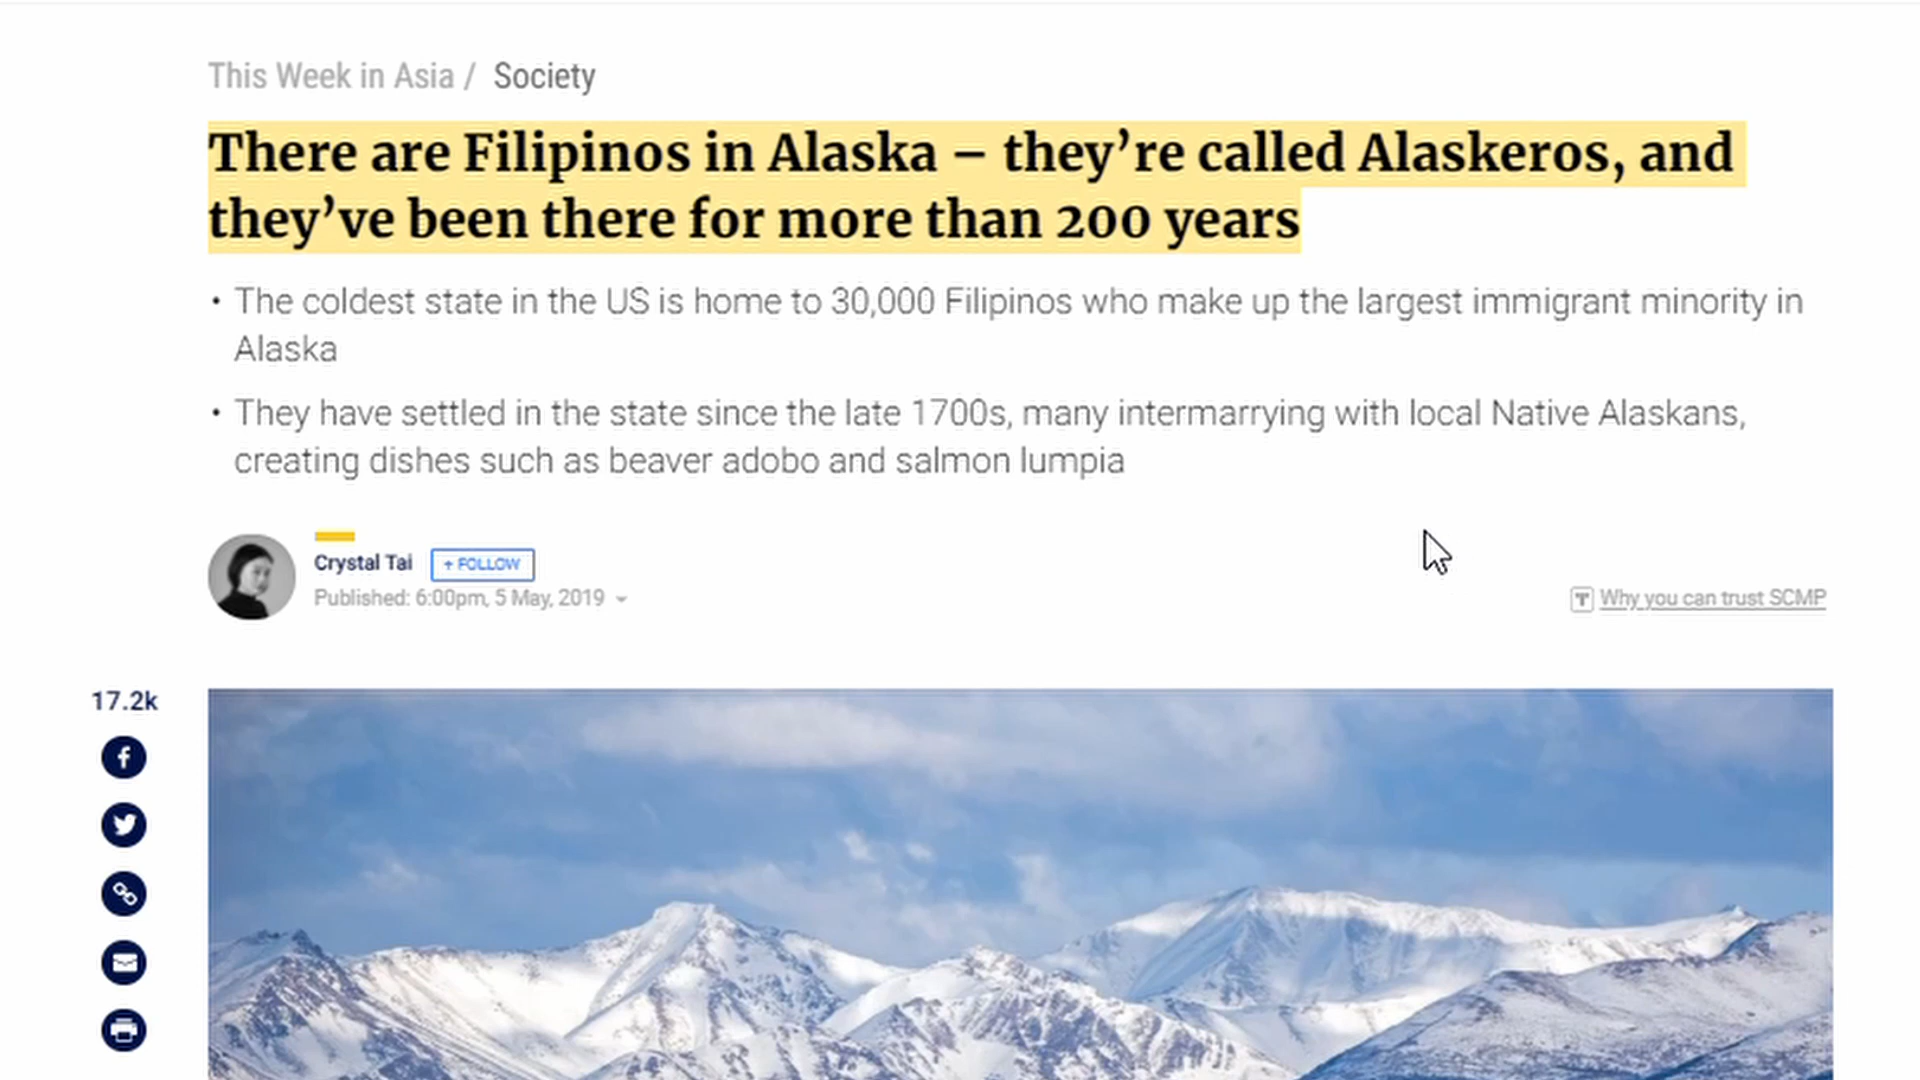 This Week in Asia / Society
There are Filipinos in Alaska – they’re called Alaskeros, and
they’ve been there for more than 200 years
• The coldest state in the US is home to 30,000 Filipinos who make up the largest immigrant minority in
Alaska
• They have settled in the state since the late 1700s, many intermarrying with local Native Alaskans,
creating dishes such as beaver adobo and salmon lumpia
Crystal Tai + FOLLOW
Published: 6:00pm, 5 May, 2019
T Why you can trust SCMP
17.2k